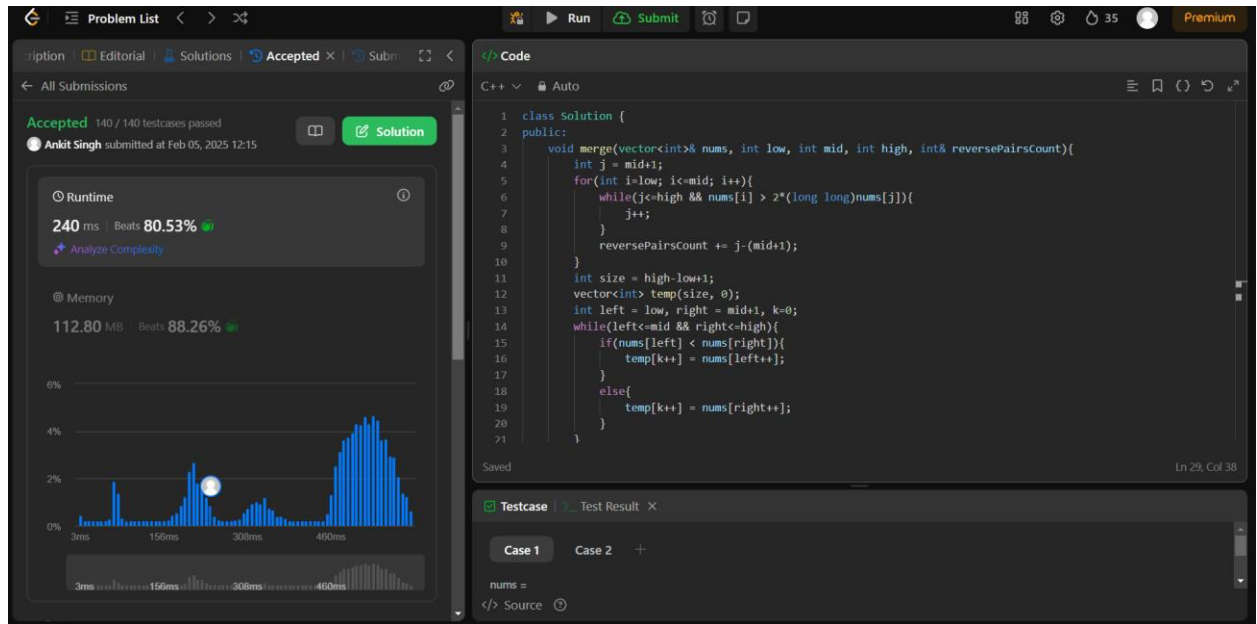 Problem List
Run
Submit
35
Premium
ription
Editorial
Solutions
Accepted
Subm
All Submissions
Accepted 140 / 140 testcases passed
Ankit Singh submitted at Feb 05, 2025 12:15
Solution
Runtime
240 ms | Beats 80.53%
Analyze Complexity
Memory
112.80 MB | Beats 88.26%
6%
4%
2%
0%
3ms 156ms 308ms 460ms
3ms 156ms 308ms 460ms
</> Code
C++ Auto
1 class Solution {
2 public:
3 void merge(vector<int>& nums, int low, int mid, int high, int& reversePairsCount){
4 int j = mid+1;
5 for(int i=low; i<=mid; i++){
6 while(j<=high && nums[i] > 2*(long long)nums[j]){
7 j++;
8 }
9 reversePairsCount += j-(mid+1);
10 }
11 int size = high-low+1;
12 vector<int> temp(size, 0);
13 int left = low, right = mid+1, k=0;
14 while(left<=mid && right<=high){
15 if(nums[left] < nums[right]){
16 temp[k++] = nums[left++];
17 }
18 else{
19 temp[k++] = nums[right++];
20 }
21 }
Saved
Ln 29, Col 38
Testcase | >_ Test Result
Case 1 Case 2 +
nums =
</> Source